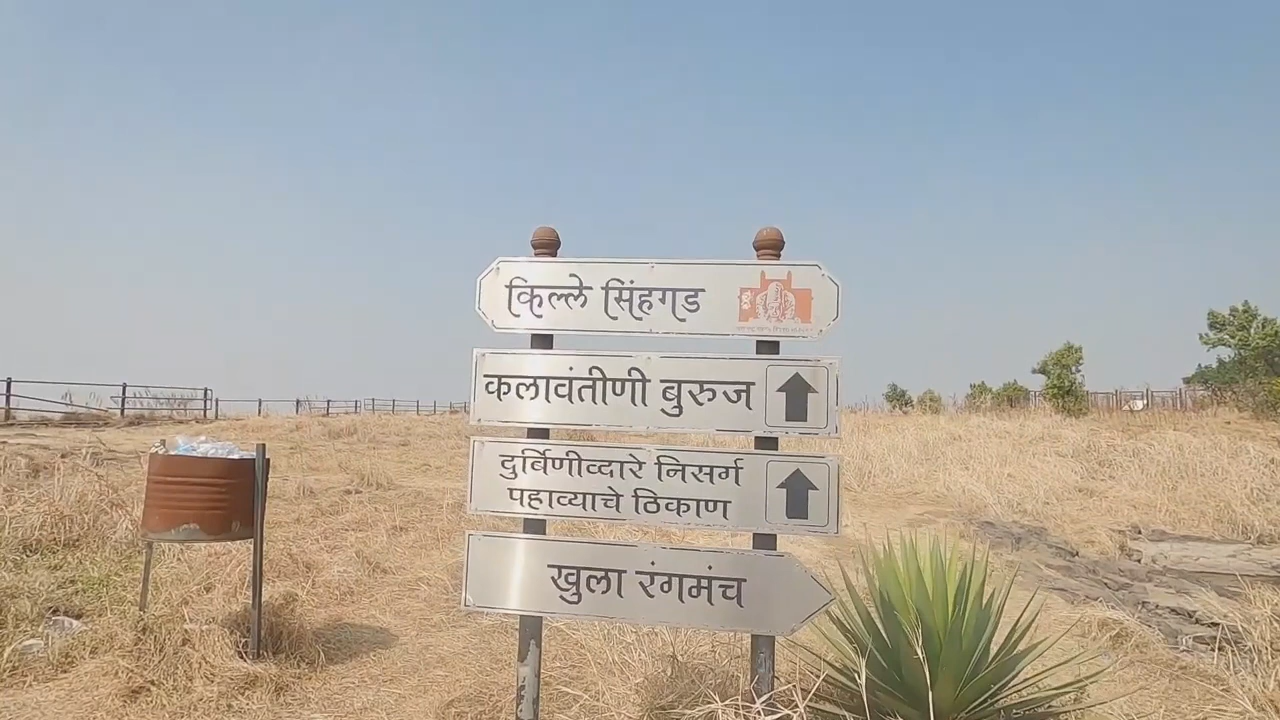 किल्ले सिंहगड
कलावंतीणी बुरुज
दुर्बिणीव्दारे निसर्ग
पहाव्याचे ठिकाण
खुला रंगमंच